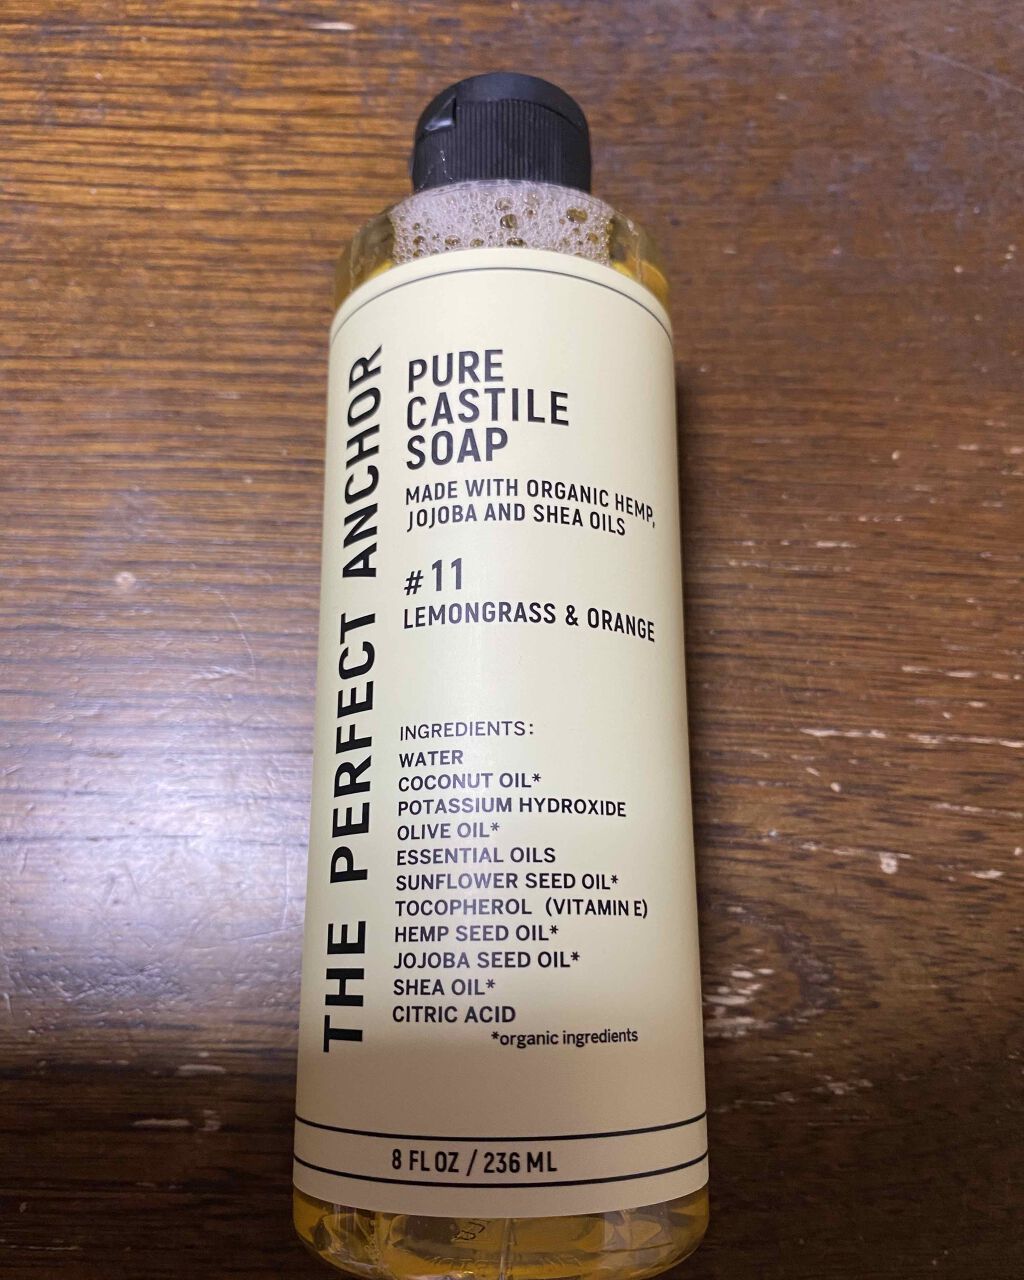 THE PERFECT ANCHOR
PURE
CASTILE
SOAP
MADE WITH ORGANIC HEMP,
JOJOBA AND SHEA OILS
#11
LEMONGRASS & ORANGE
INGREDIENTS:
WATER
COCONUT OIL*
POTASSIUM HYDROXIDE
OLIVE OIL*
ESSENTIAL OILS
SUNFLOWER SEED OIL*
TOCOPHEROL (VITAMIN E)
HEMP SEED OIL*
JOJOBA SEED OIL*
SHEA OIL*
CITRIC ACID
*organic ingredients
8 FL OZ / 236 ML